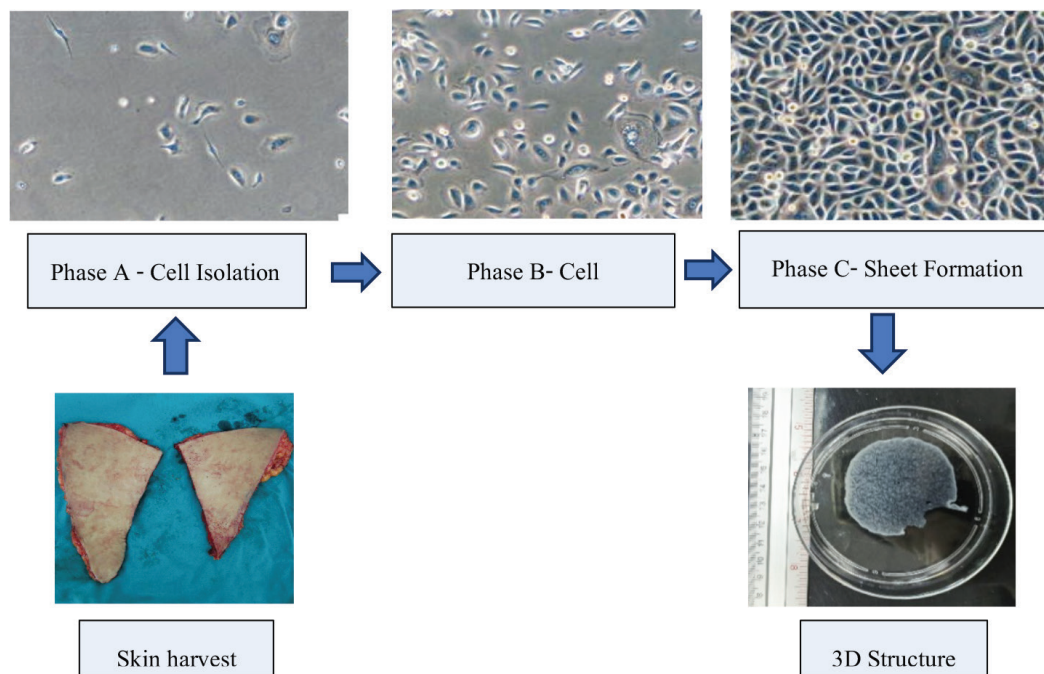 Phase A - Cell Isolation
Phase B- Cell
Phase C- Sheet Formation
Skin harvest
3D Structure